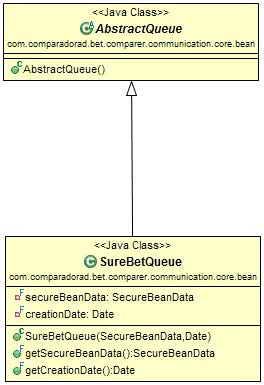 <<Java Class>>
AbstractQueue
com.comparadorad.bet.comparer.communication.core.bean
AbstractQueue()
<<Java Class>>
SureBetQueue
com.comparadorad.bet.comparer.communication.core.bean
secureBeanData: SecureBeanData
creationDate: Date
SureBetQueue(SecureBeanData,Date)
getSecureBeanData():SecureBeanData
getCreationDate():Date